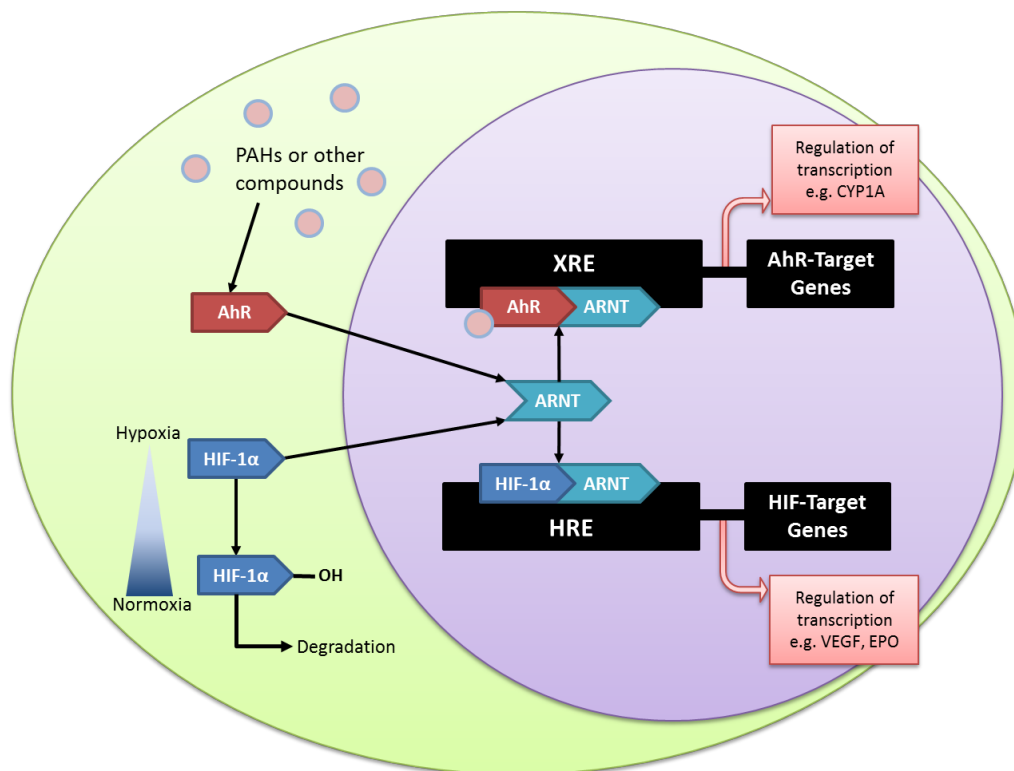 PAHs or other
compounds
AhR
Hypoxia
HIF-1α
HIF-1α
OH
Normoxia
Degradation
XRE
AhR
ARNT
AhR-Target
Genes
Regulation of
transcription
e.g. CYP1A
ARNT
HIF-1α
ARNT
HRE
HIF-Target
Genes
Regulation of
transcription
e.g. VEGF, EPO